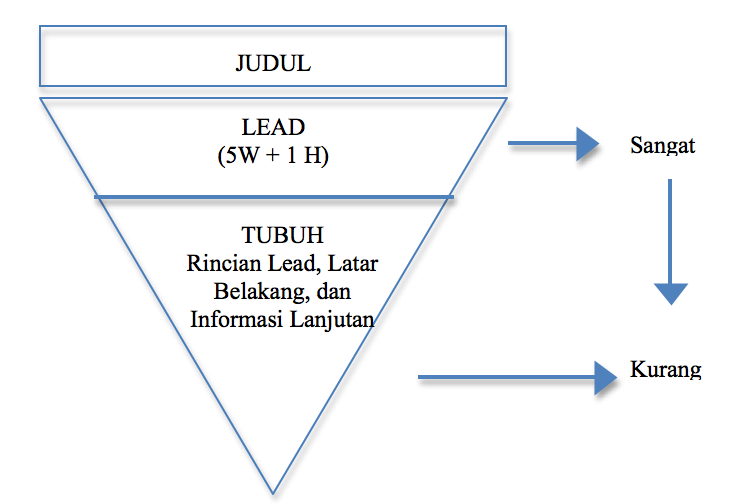 JUDUL
LEAD
(5W + 1 H)
Sangat
TUBUH
Rincian Lead, Latar
Belakang, dan
Informasi Lanjutan
Kurang